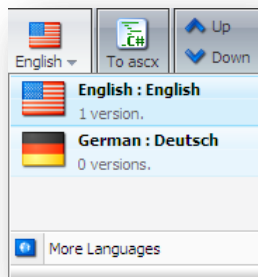 C#
English
To ascx
Up
Down
English : English
1 version.
German : Deutsch
0 versions.
More Languages